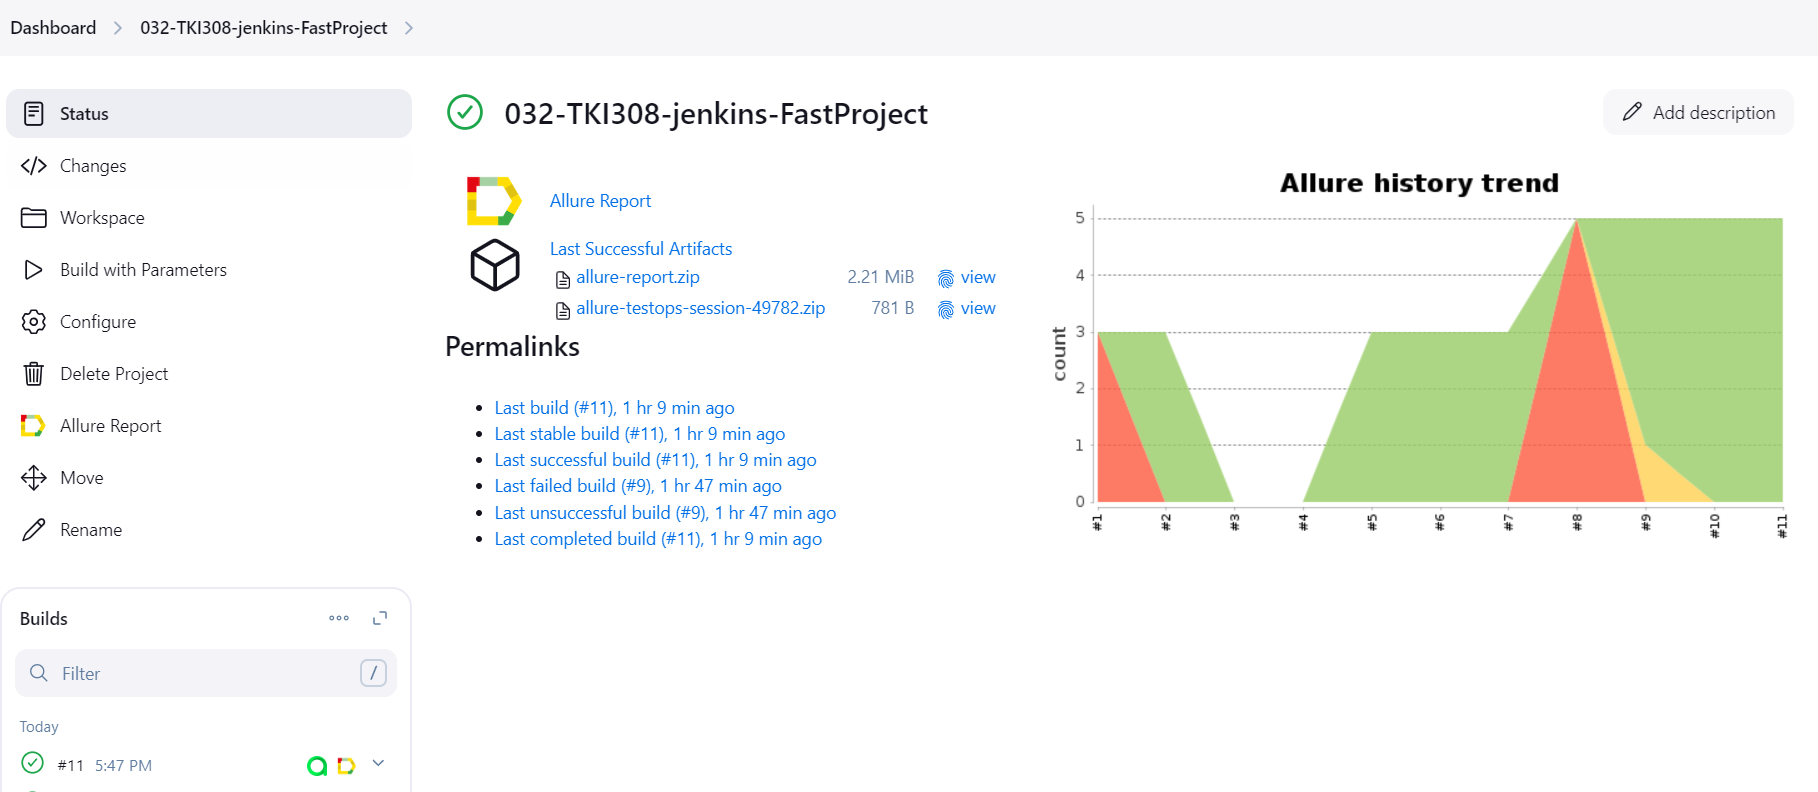 Dashboard
032-TKI308-jenkins-FastProject
Status
Changes
Workspace
Build with Parameters
Configure
Delete Project
Allure Report
Move
Rename
Builds
Filter
/
Today
#11 5:47 PM
032-TKI308-jenkins-FastProject
Add description
Allure Report
Last Successful Artifacts
allure-report.zip 2.21 MiB view
allure-testops-session-49782.zip 781 B view
Permalinks
Last build (#11), 1 hr 9 min ago
Last stable build (#11), 1 hr 9 min ago
Last successful build (#11), 1 hr 9 min ago
Last failed build (#9), 1 hr 47 min ago
Last unsuccessful build (#9), 1 hr 47 min ago
Last completed build (#11), 1 hr 9 min ago
Allure history trend
count
5
4
3
2
1
0
#1 #2 #3 #4 #5 #6 #7 #8 #9 #10 #11